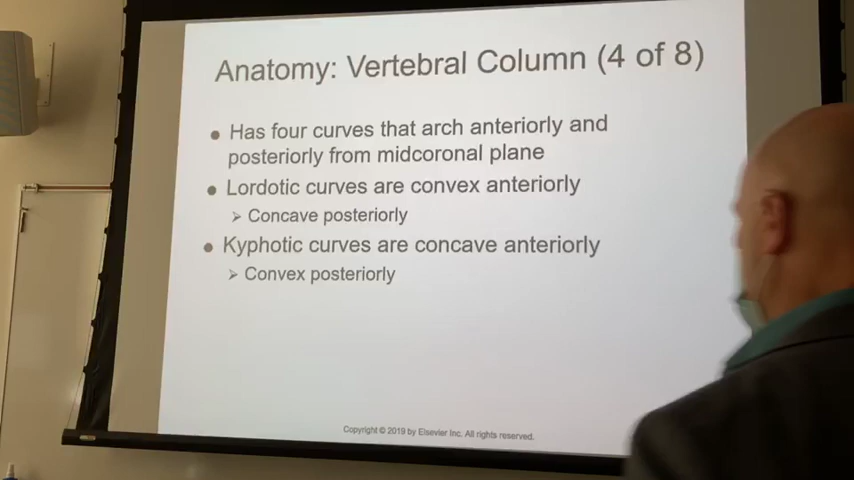 Anatomy: Vertebral Column (4 of 8)
● Has four curves that arch anteriorly and
posteriorly from midcoronal plane
● Lordotic curves are convex anteriorly
➢ Concave posteriorly
● Kyphotic curves are concave anteriorly
➢ Convex posteriorly
Copyright © 2019 by Elsevier Inc. All rights reserved.